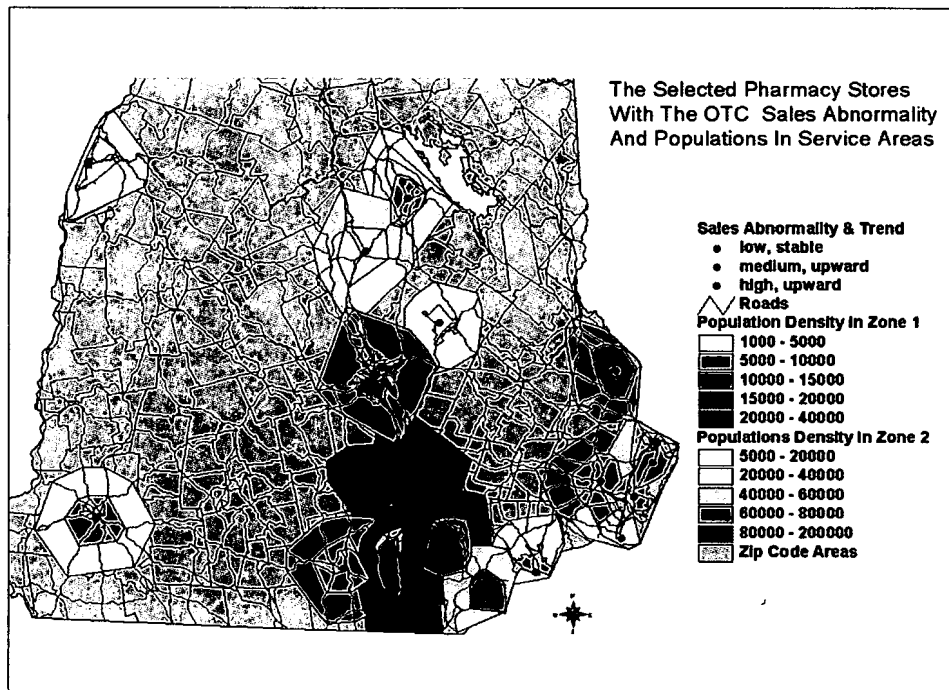 The Selected Pharmacy Stores
With The OTC Sales Abnormality
And Populations In Service Areas
Sales Abnormality & Trend
low, stable
medium, upward
high, upward
Roads
Population Density in Zone 1
1000 - 5000
5000 - 10000
10000 - 15000
15000 - 20000
20000 - 40000
Populations Density in Zone 2
5000 - 20000
20000 - 40000
40000 - 60000
60000 - 80000
80000 - 200000
Zip Code Areas